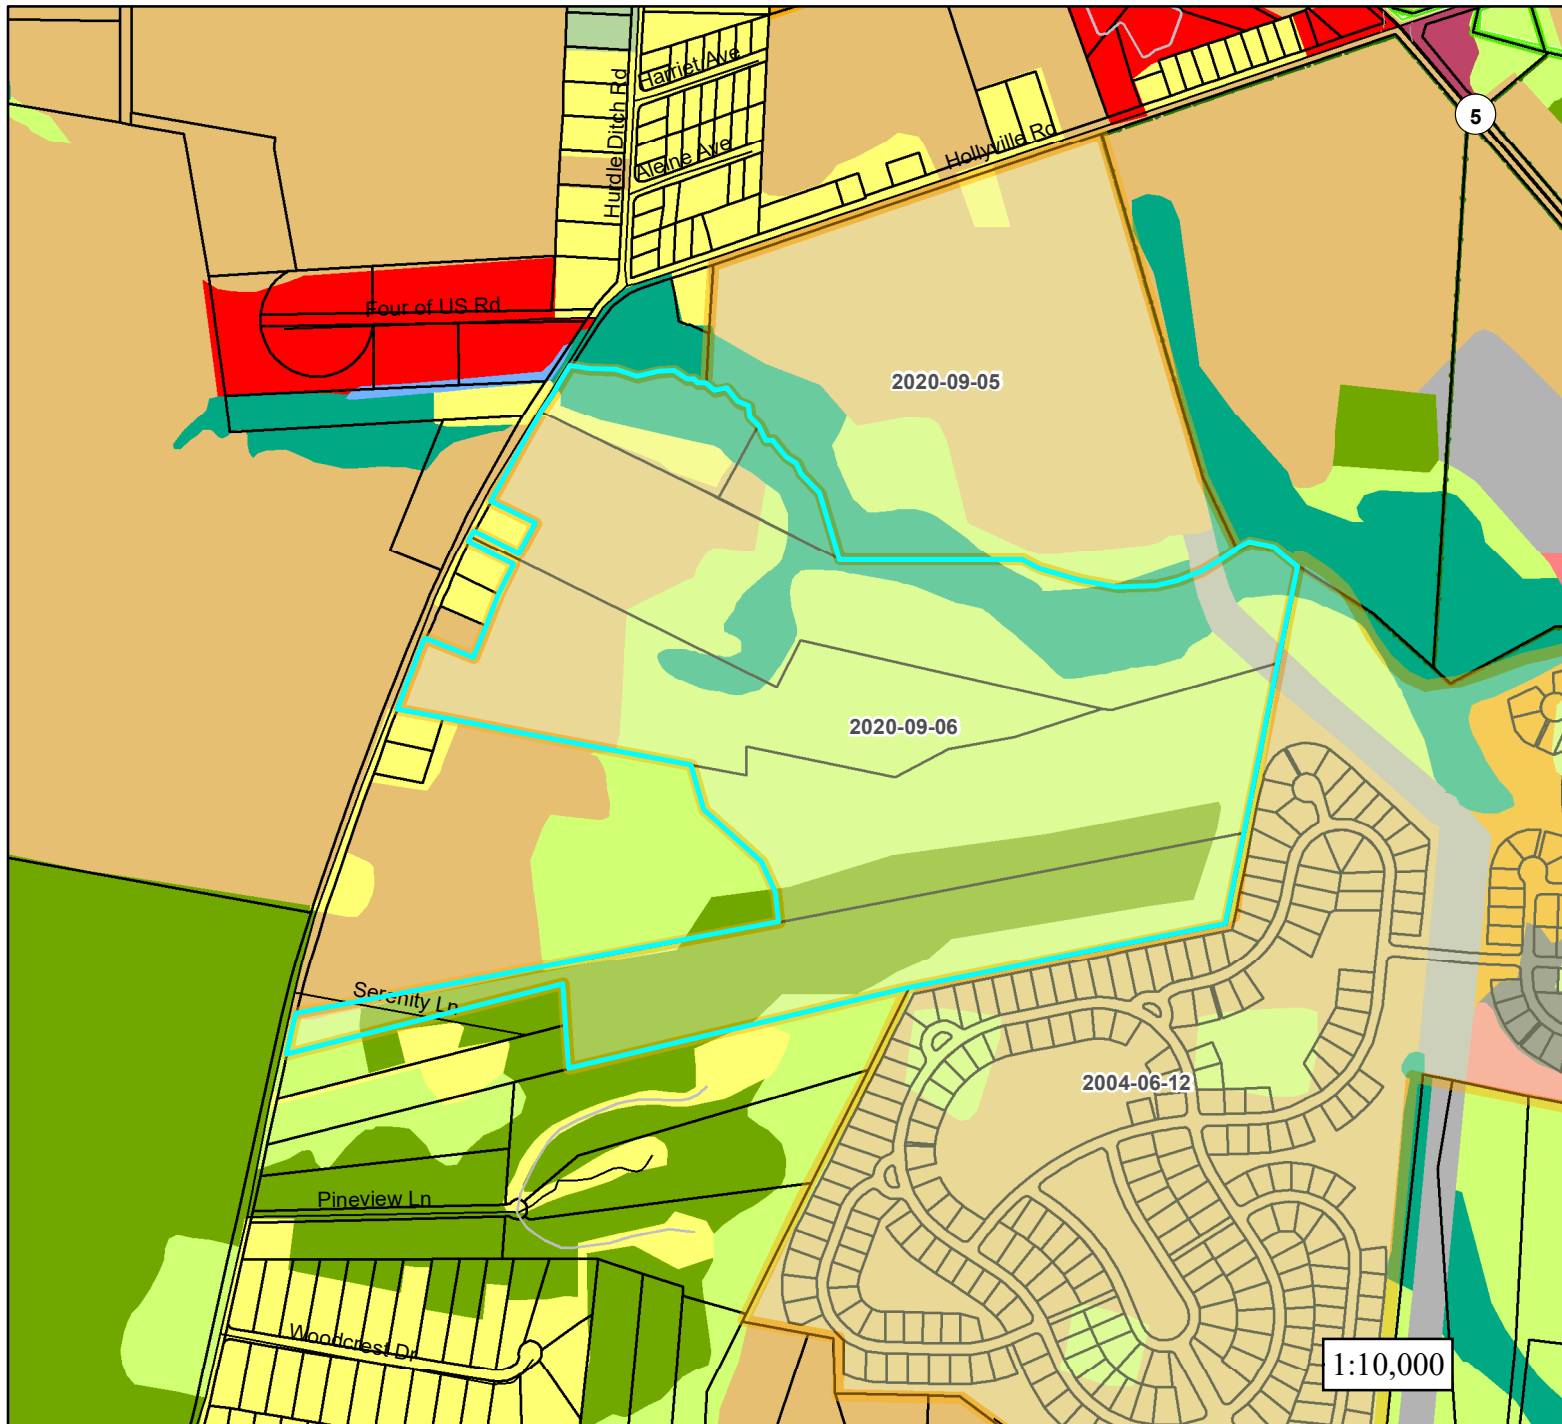 Harriet Ave
Hurdle Ditch Rd
5
Aleine Ave
Hollyville Rd
Four of US Rd
2020-09-05
2020-09-06
Serenity Ln
2004-06-12
Pineview Ln
Woodcrest Dr
1:10,000